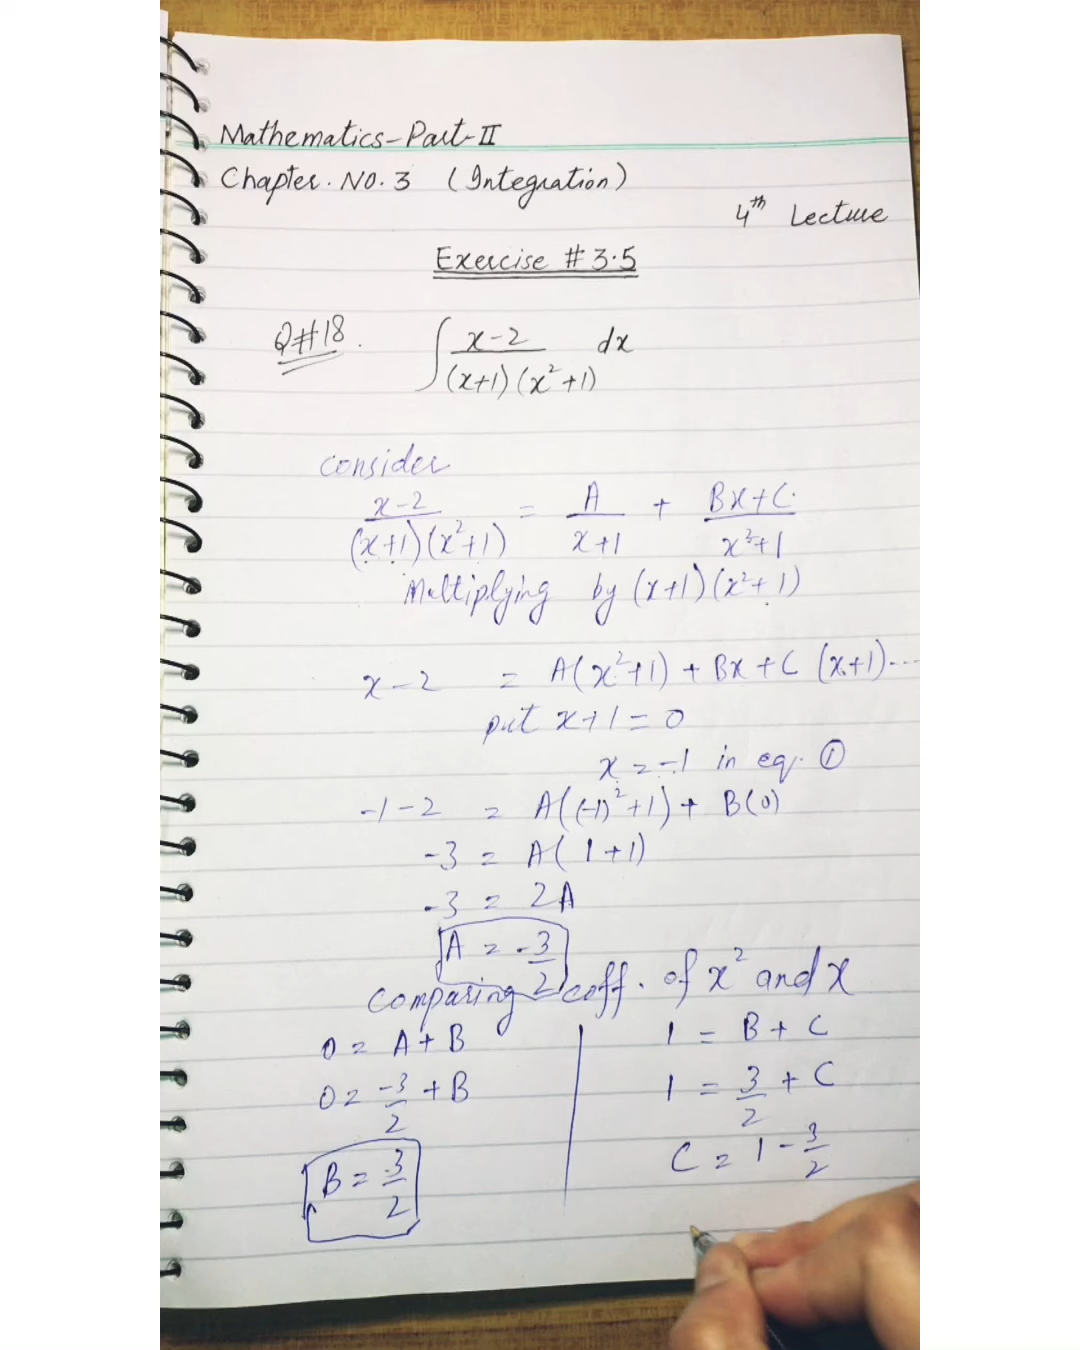 Mathematics-Part-II
Chapter. No. 3 (Integration)
4th Lecture
Exercise # 3.5
Q#18. ∫ x-2 / (x+1)(x²+1) dx
consider
x-2 / (x+1)(x²+1) = A / x+1 + Bx+C / x²+1
Multiplying by (x+1)(x²+1)
x-2 = A(x²+1) + Bx+C (x+1)...
put x+1=0
x=-1 in eq. ①
-1-2 = A((-1)²+1)+ B(0)
-3 = A(1+1)
-3 = 2A
A = -3/2
Comparing coff. of x² and x
0 = A+B
0 = -3/2 + B
B = 3/2
1 = B + C
1 = 3/2 + C
C = 1 - 3/2